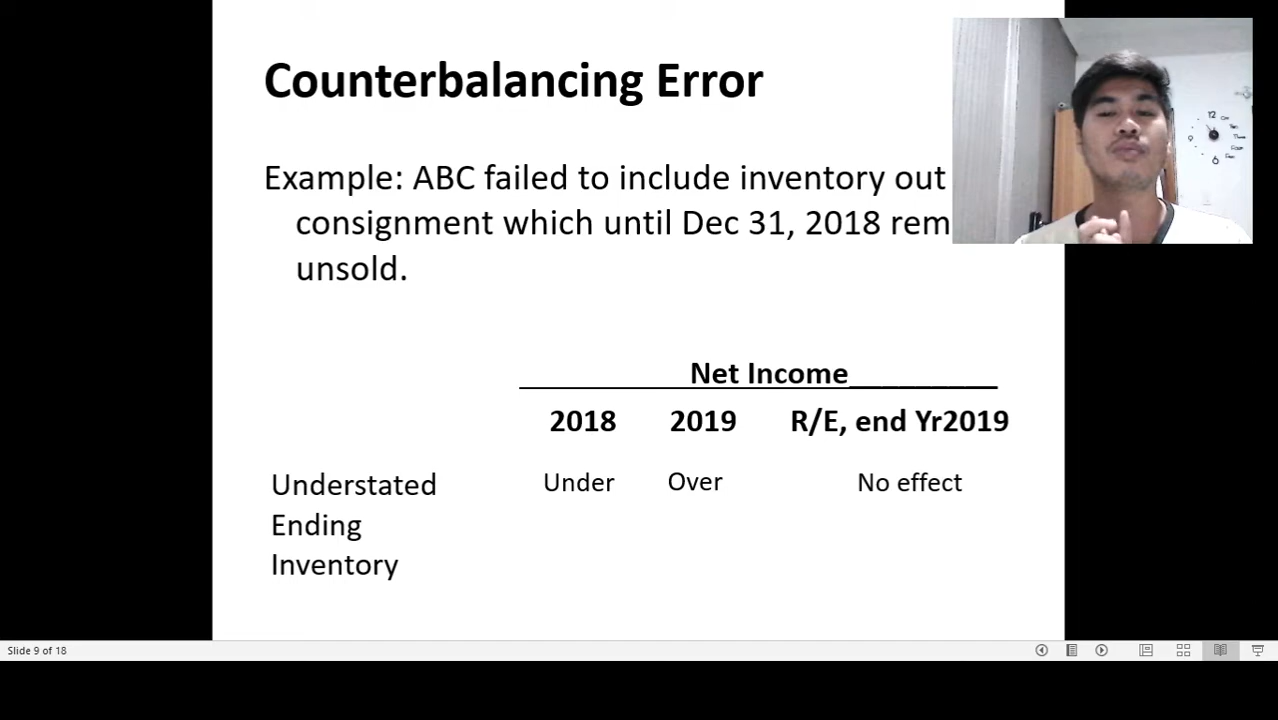 Counterbalancing Error
Example: ABC failed to include inventory out
consignment which until Dec 31, 2018 rem
unsold.
Net Income
2018 2019 R/E, end Yr2019
Understated Under Over No effect
Ending
Inventory
12
Slide 9 of 18